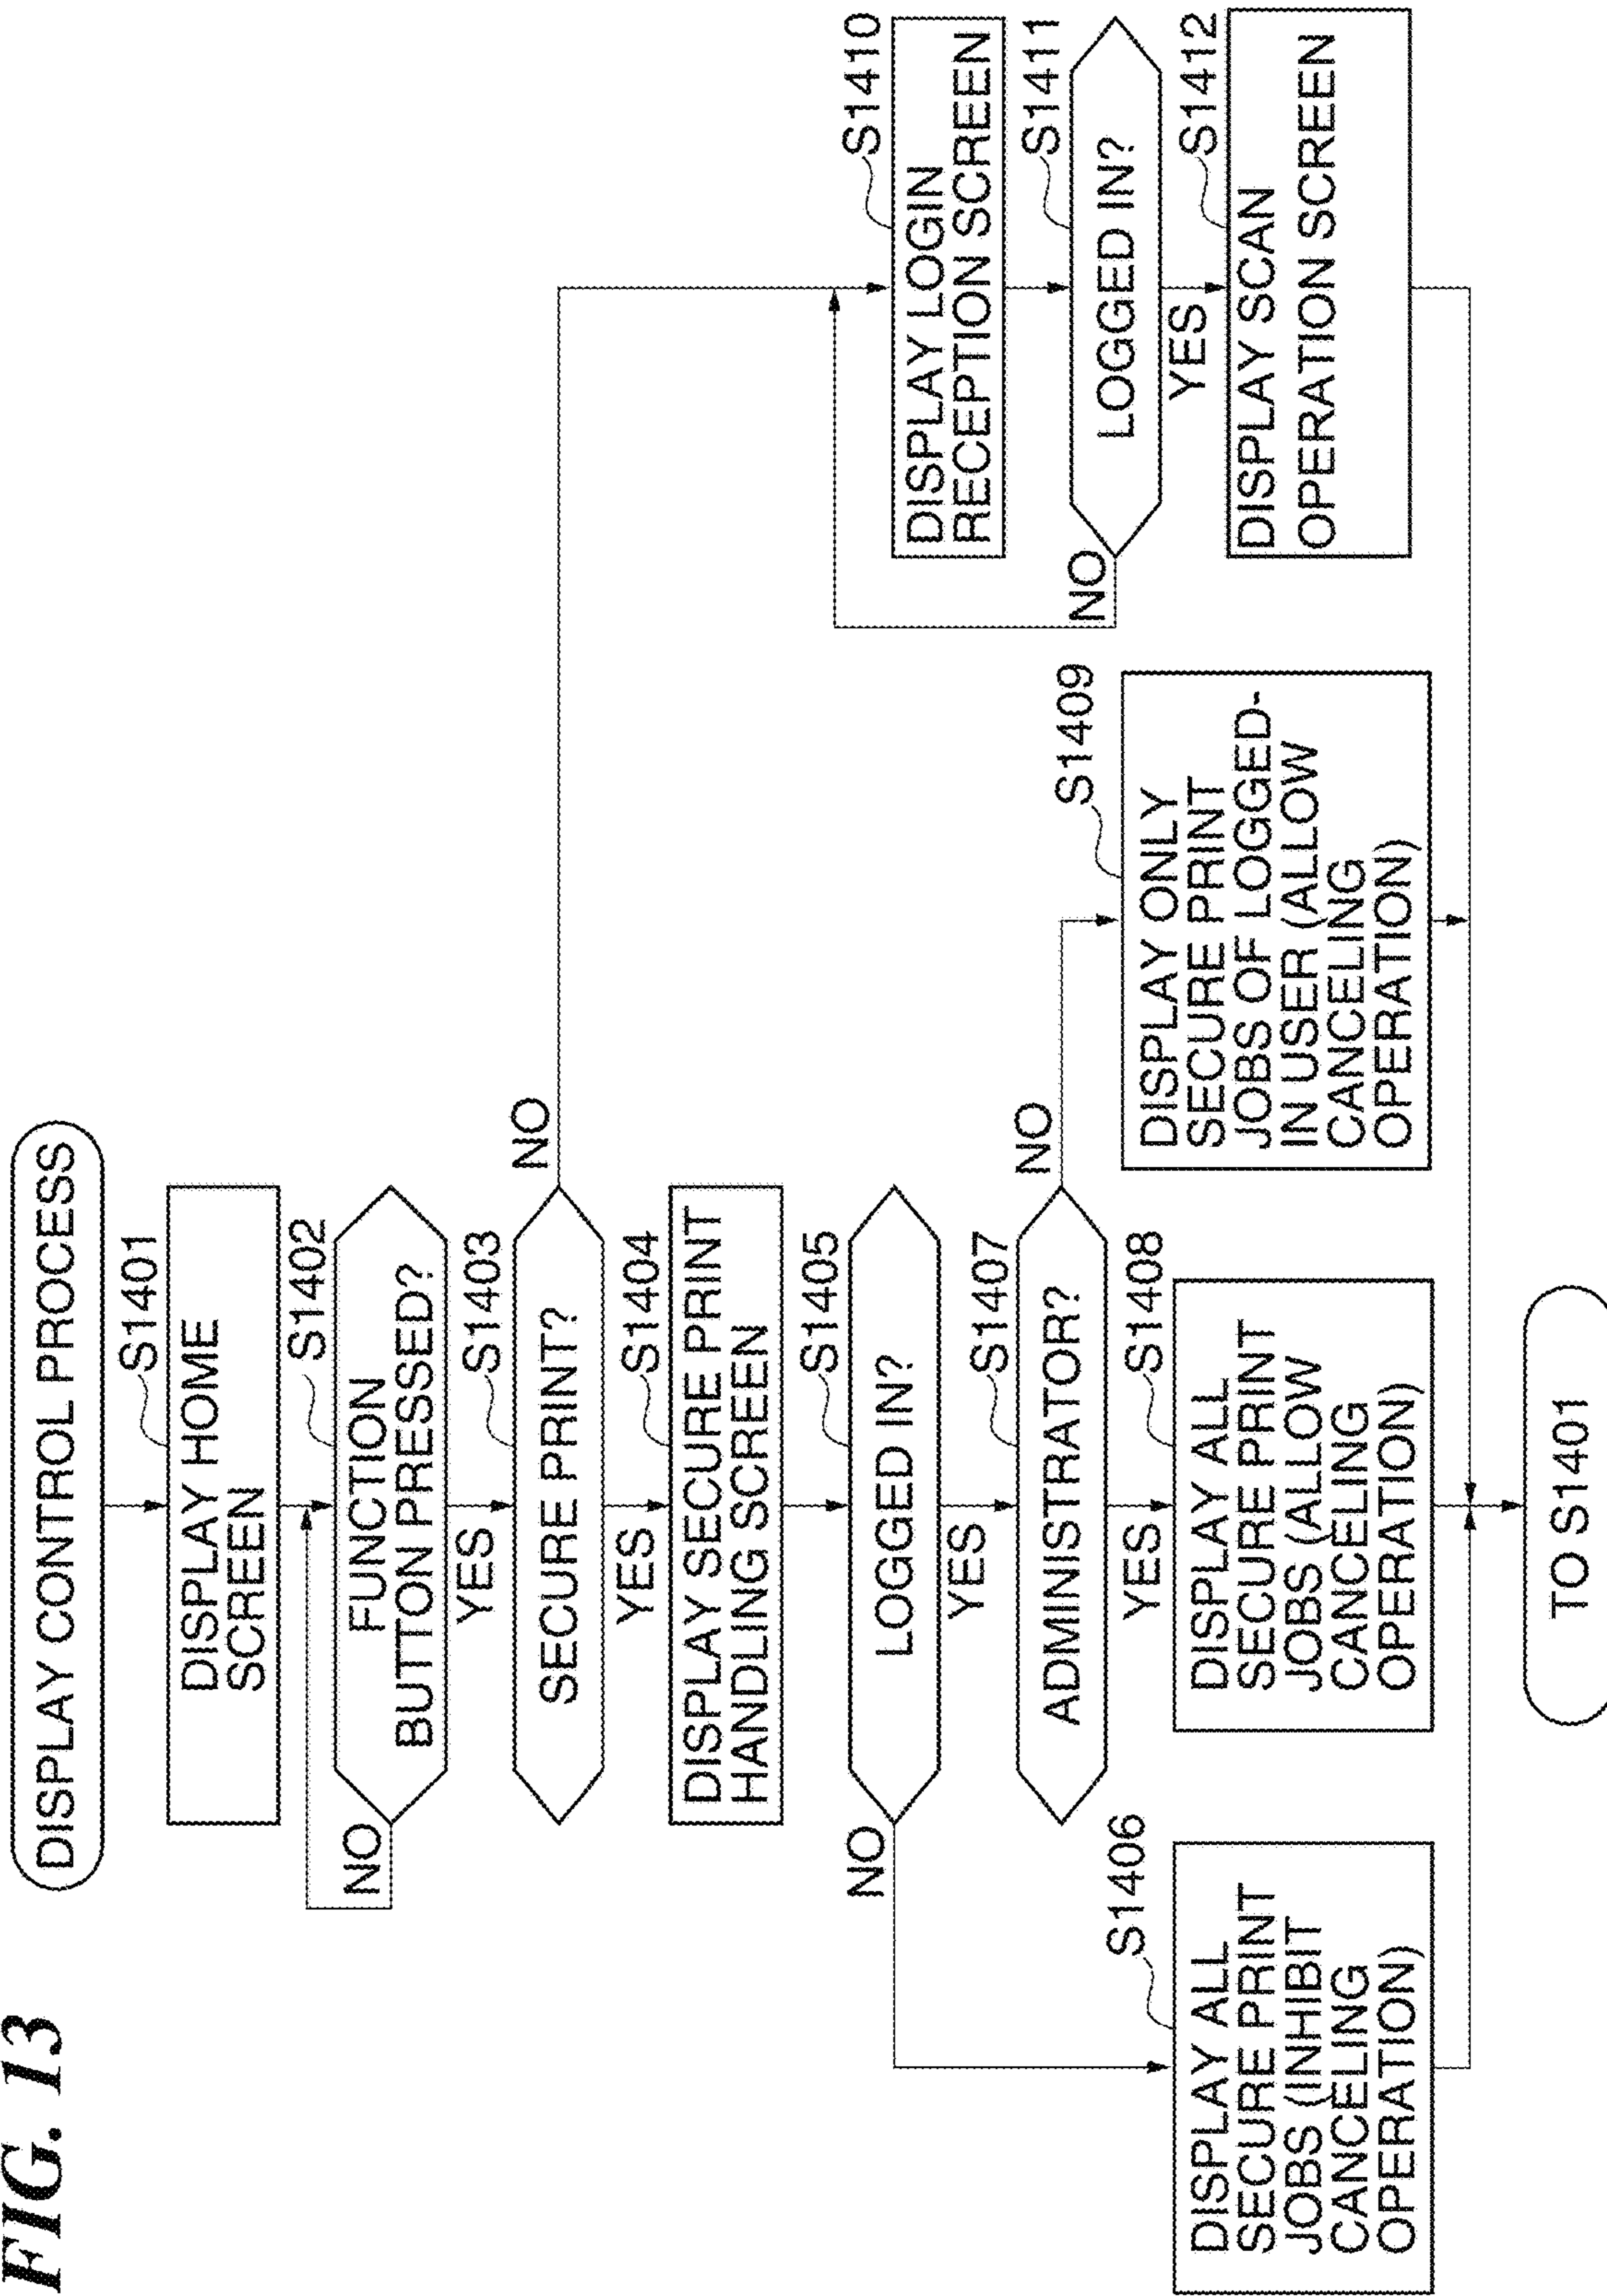 FIG. 13
DISPLAY CONTROL PROCESS
S1401
DISPLAY HOME
SCREEN
S1402
FUNCTION
BUTTON PRESSED?
NO
YES
S1403
SECURE PRINT?
NO
YES
S1404
DISPLAY SECURE PRINT
HANDLING SCREEN
S1405
LOGGED IN?
NO
YES
S1406
DISPLAY ALL
SECURE PRINT
JOBS (INHIBIT
CANCELING
OPERATION)
S1407
ADMINISTRATOR?
NO
YES
S1408
DISPLAY ALL
SECURE PRINT
JOBS (ALLOW
CANCELING
OPERATION)
S1409
DISPLAY ONLY
SECURE PRINT
JOBS OF LOGGED-
IN USER (ALLOW
CANCELING
OPERATION)
S1410
DISPLAY LOGIN
RECEPTION SCREEN
S1411
LOGGED IN?
NO
YES
S1412
DISPLAY SCAN
OPERATION SCREEN
TO S1401